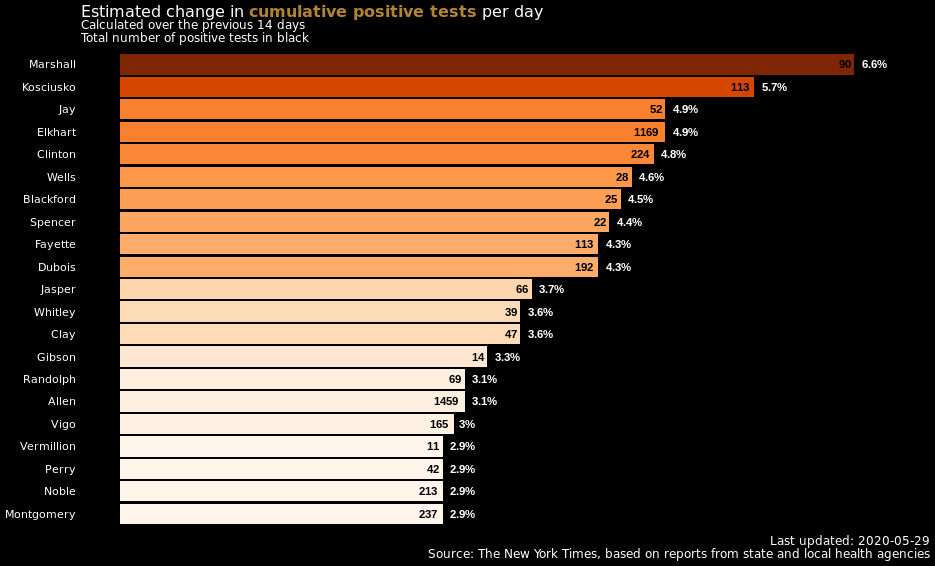 Estimated change in cumulative positive tests per day
Calculated over the previous 14 days
Total number of positive tests in black
Marshall 90 6.6%
Kosciusko 113 5.7%
Jay 52 4.9%
Elkhart 1169 4.9%
Clinton 224 4.8%
Wells 28 4.6%
Blackford 25 4.5%
Spencer 22 4.4%
Fayette 113 4.3%
Dubois 192 4.3%
Jasper 66 3.7%
Whitley 39 3.6%
Clay 47 3.6%
Gibson 14 3.3%
Randolph 69 3.1%
Allen 1459 3.1%
Vigo 165 3%
Vermillion 11 2.9%
Perry 42 2.9%
Noble 213 2.9%
Montgomery 237 2.9%
Last updated: 2020-05-29
Source: The New York Times, based on reports from state and local health agencies